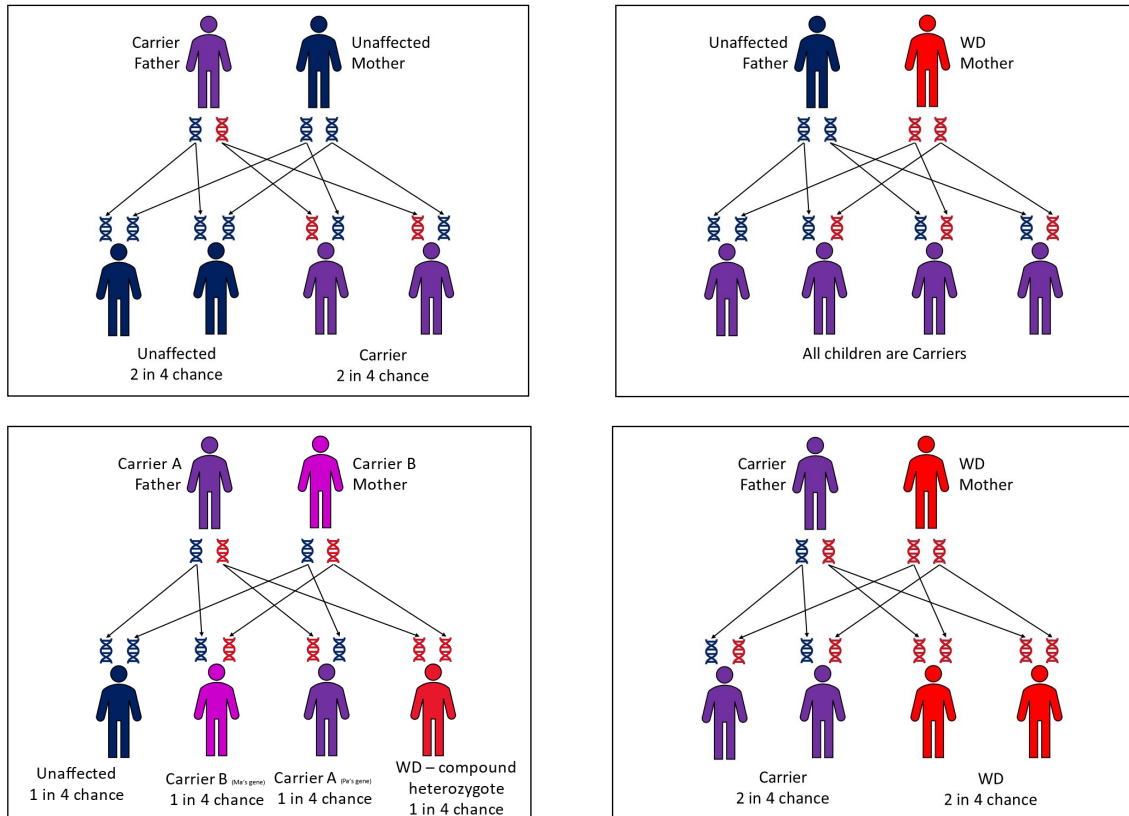 Carrier
Father
Unaffected
Mother
Unaffected
2 in 4 chance
Carrier
2 in 4 chance
Unaffected
Father
WD
Mother
All children are Carriers
Carrier A
Father
Carrier B
Mother
Unaffected
1 in 4 chance
Carrier B (Ma's gene)
1 in 4 chance
Carrier A (Pa's gene)
1 in 4 chance
WD – compound
heterozygote
1 in 4 chance
Carrier
Father
WD
Mother
Carrier
2 in 4 chance
WD
2 in 4 chance